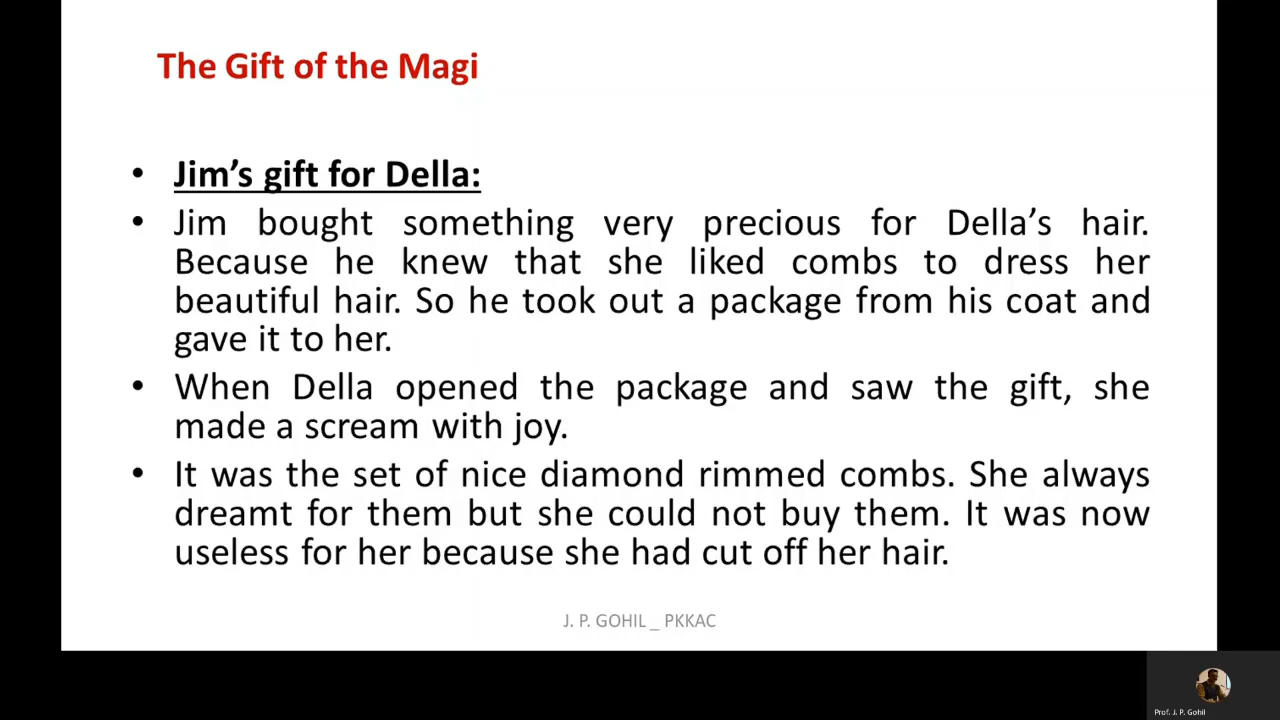 The Gift of the Magi
• Jim’s gift for Della:
• Jim bought something very precious for Della’s hair.
Because he knew that she liked combs to dress her
beautiful hair. So he took out a package from his coat and
gave it to her.
• When Della opened the package and saw the gift, she
made a scream with joy.
• It was the set of nice diamond rimmed combs. She always
dreamt for them but she could not buy them. It was now
useless for her because she had cut off her hair.
J. P. GOHIL _ PKKAC
Prof. J. P. Gohil